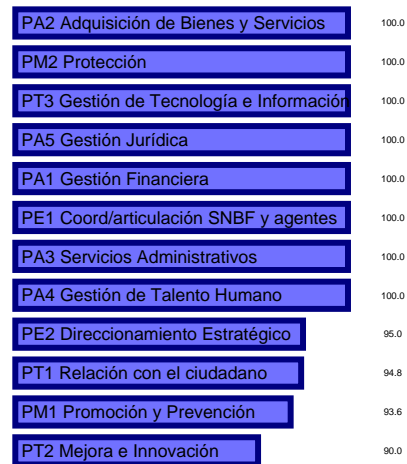 PA2 Adquisición de Bienes y Servicios 100.0
PM2 Protección 100.0
PT3 Gestión de Tecnología e Información 100.0
PA5 Gestión Jurídica 100.0
PA1 Gestión Financiera 100.0
PE1 Coord/articulación SNBF y agentes 100.0
PA3 Servicios Administrativos 100.0
PA4 Gestión de Talento Humano 100.0
PE2 Direccionamiento Estratégico 95.0
PT1 Relación con el ciudadano 94.8
PM1 Promoción y Prevención 93.6
PT2 Mejora e Innovación 90.0